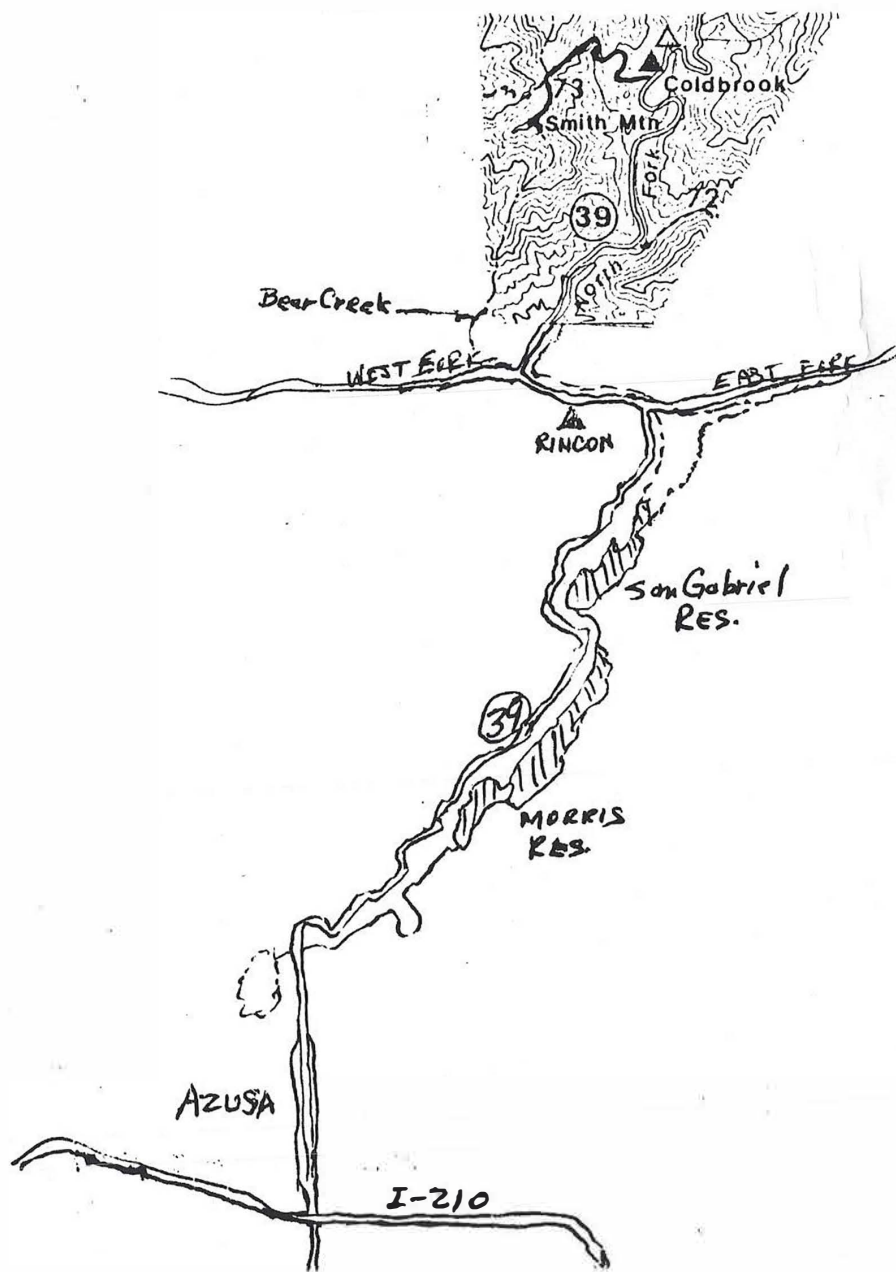 73
Coldbrook
Smith Mtn
Fork
72
39
North
Bear Creek
WEST FORK
EAST FORK
RINCON
San Gabriel
RES.
39
MORRIS
RES.
AZUSA
I-210